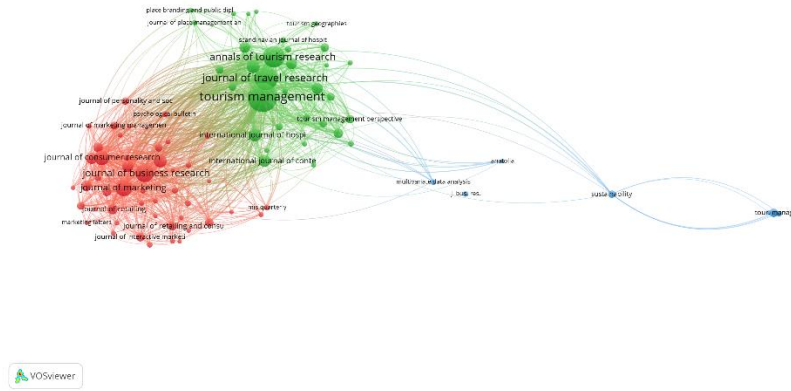 place branding and public dipl
journal of place management an
tourism geographies
scandinavian journal of hospit
annals of tourism research
journal of travel research
tourism management
journal of personality and soc
psychological bulletin
tourism management perspective
journal of marketing management
international journal of hospi
journal of consumer research
international journal of conte
anatolia
journal of business research
multivariate data analysis
journal of marketing
j. bus. res.
sustainability
journal of retailing
mis quarterly
tour. manag
marketing letters
journal of retailing and consu
journal of interactive marketi
VOSviewer